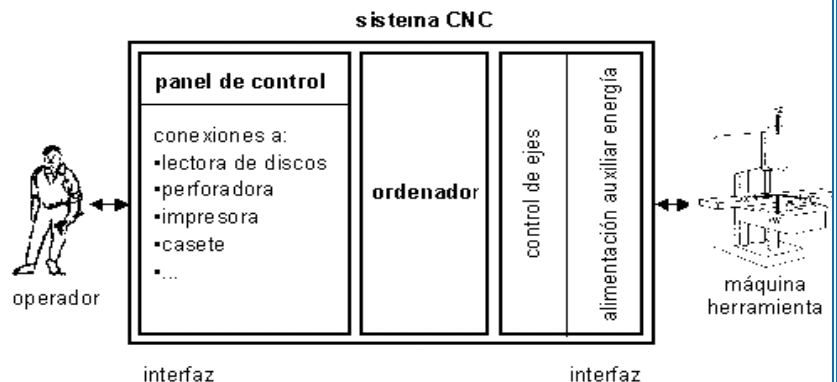 sistema CNC
panel de control
conexiones a:
▪lectora de discos
▪perforadora
▪impresora
▪casete
▪...
ordenador
control de ejes
alimentación auxiliar energía
operador
máquina
herramienta
interfaz
interfaz